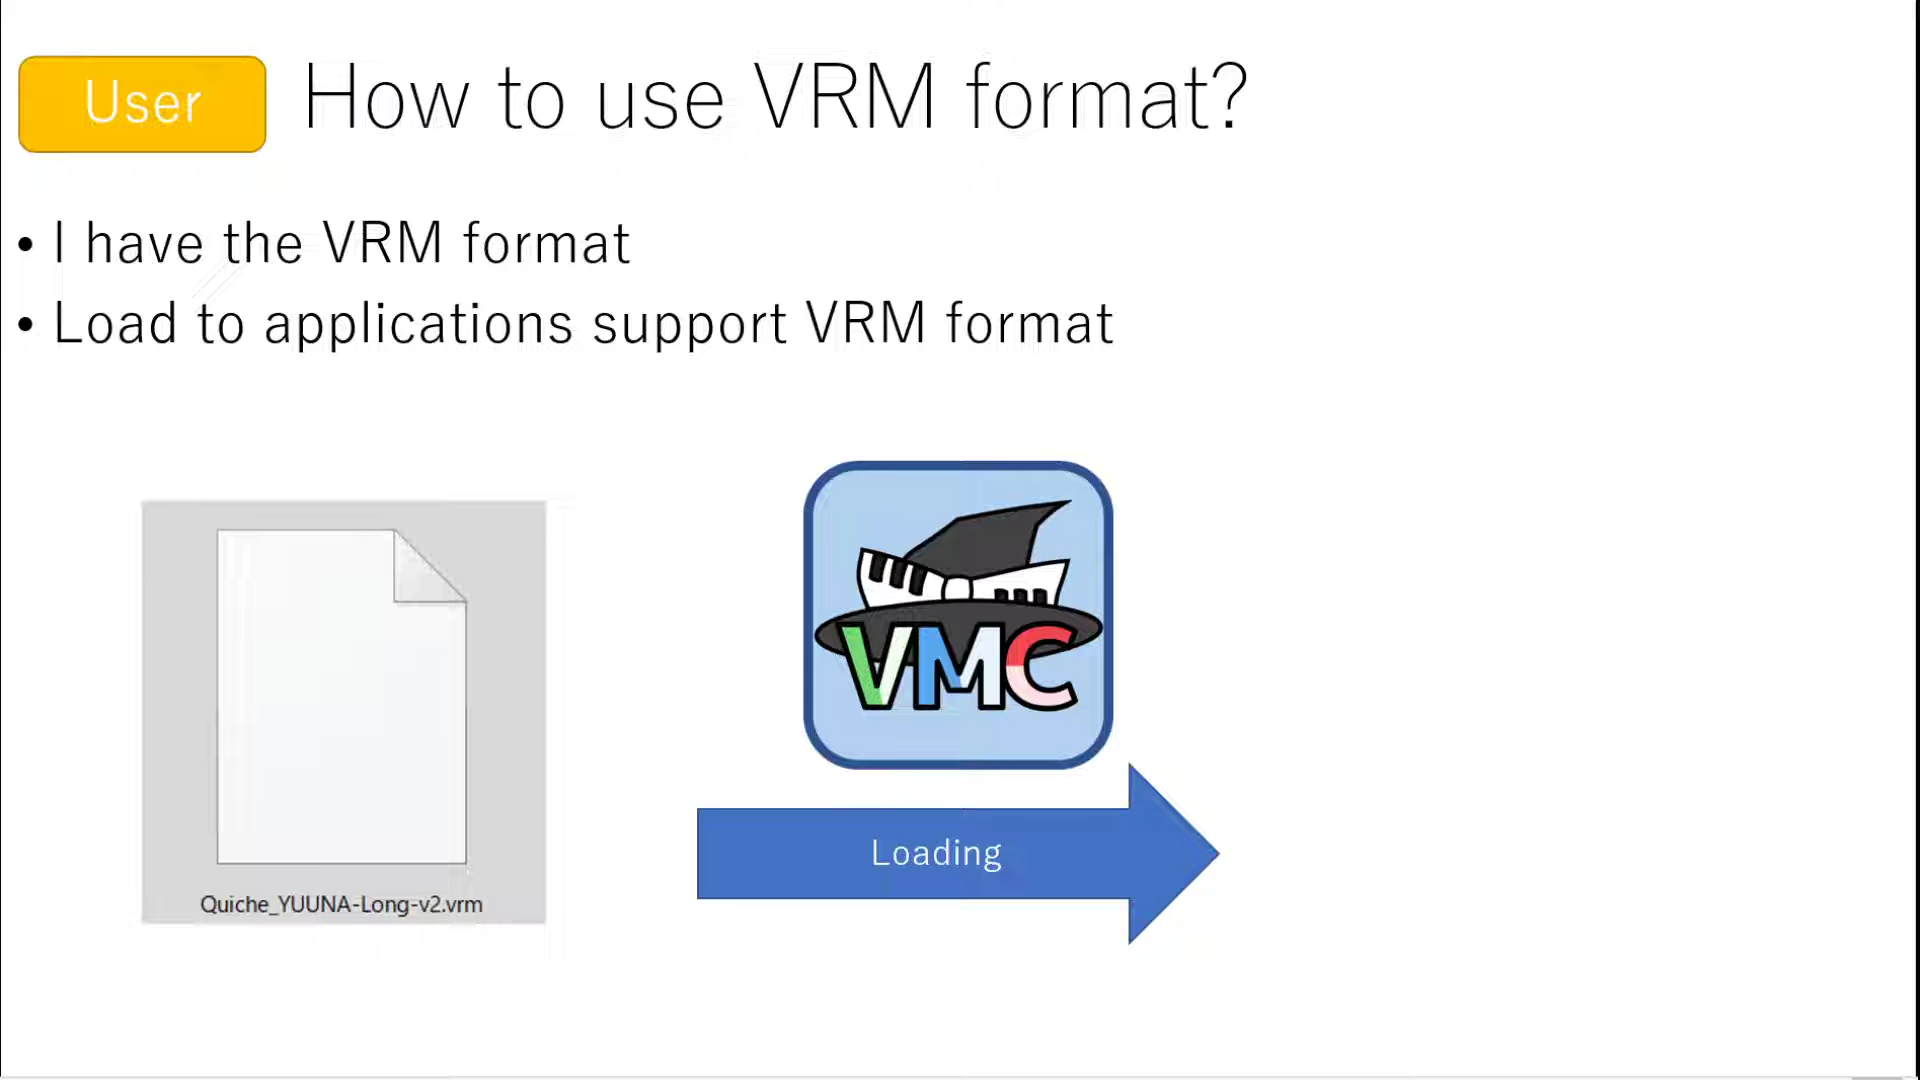 User
How to use VRM format?
• I have the VRM format
• Load to applications support VRM format
VMC
Loading
Quiche_YUUNA-Long-v2.vrm